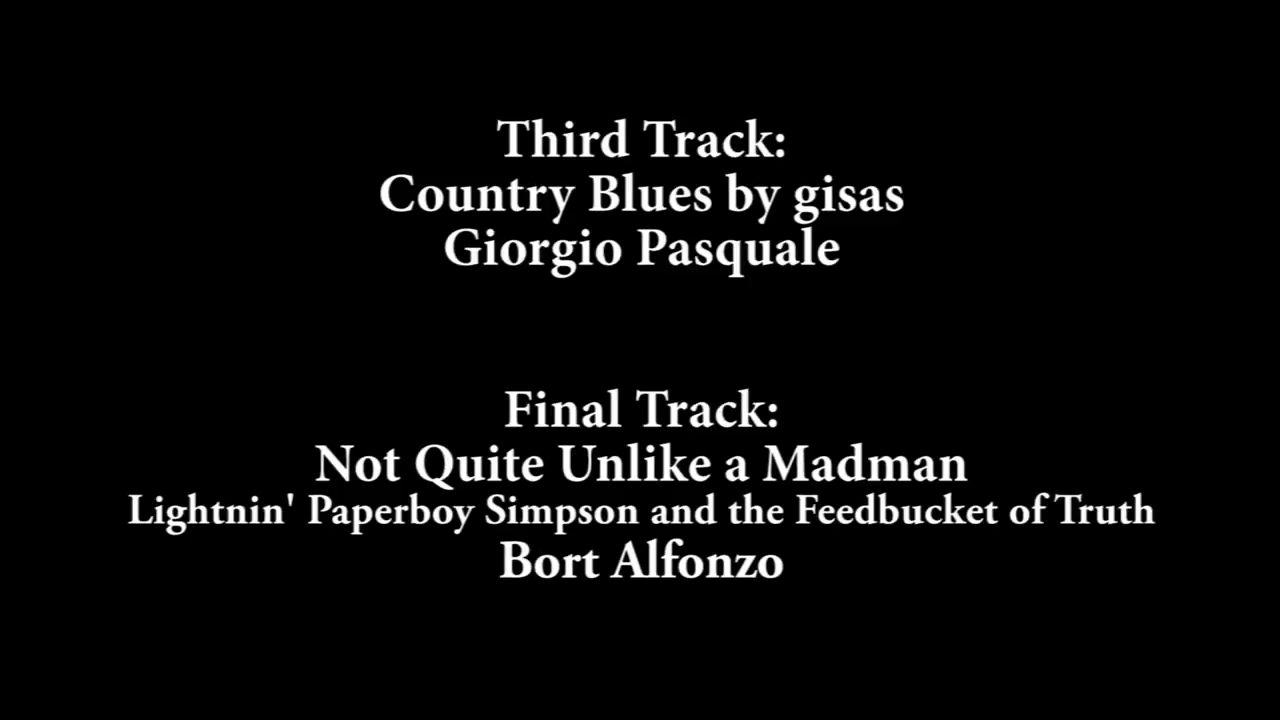 Third Track:
Country Blues by gisas
Giorgio Pasquale
Final Track:
Not Quite Unlike a Madman
Lightnin' Paperboy Simpson and the Feedbucket of Truth
Bort Alfonzo